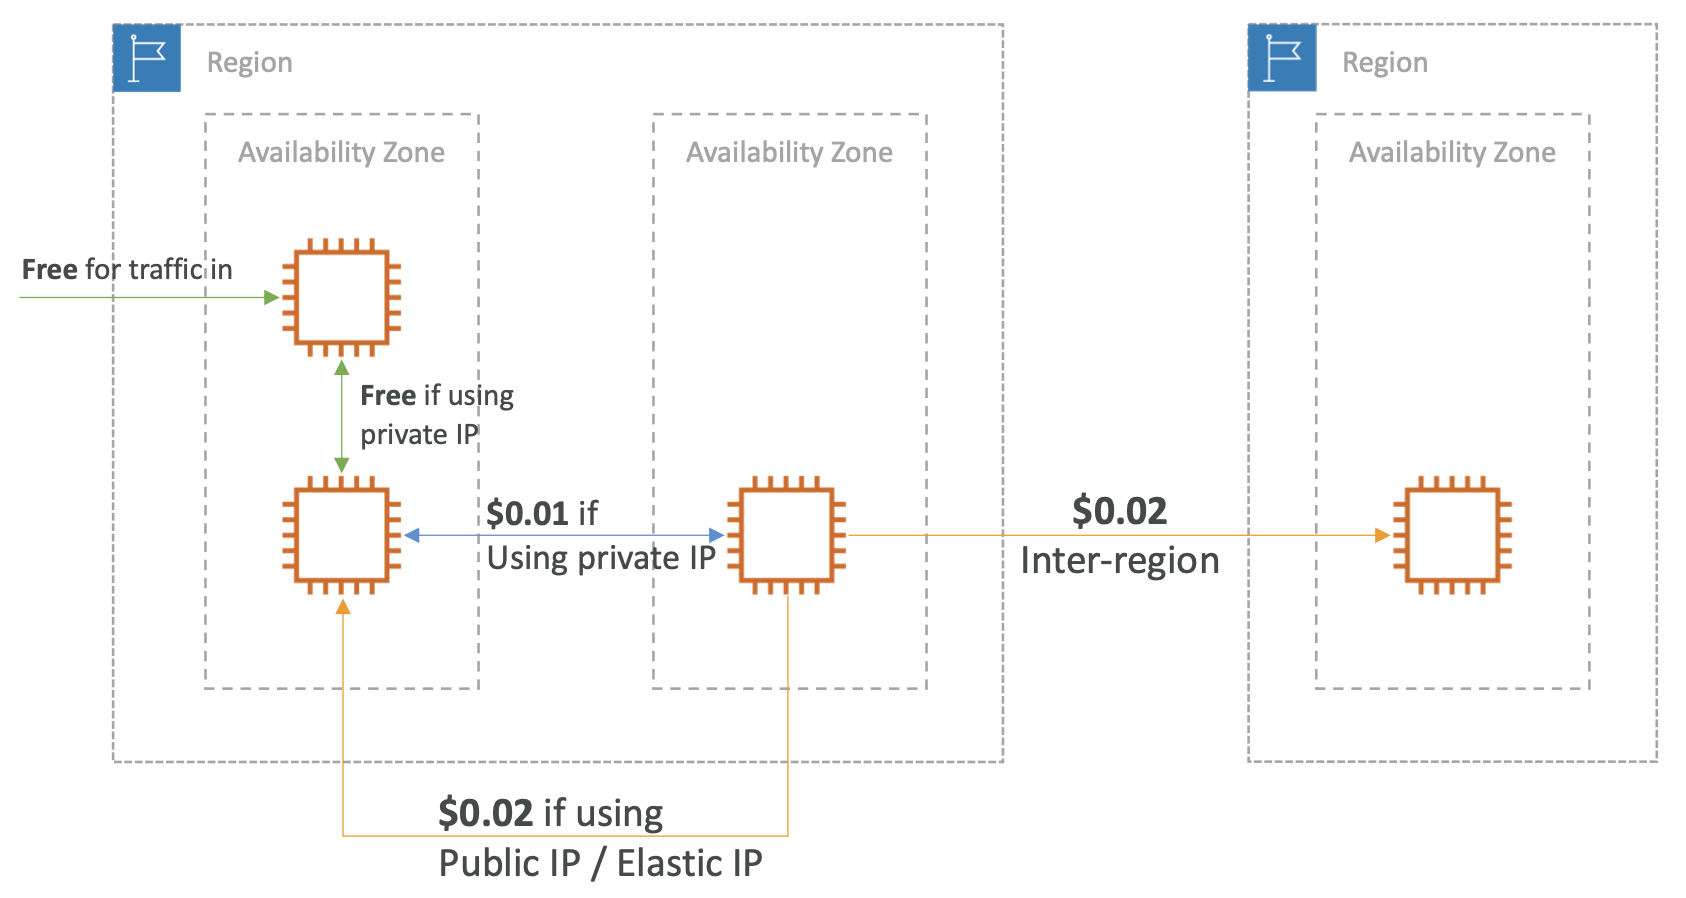 Region
Region
Availability Zone
Availability Zone
Availability Zone
Free for traffic in
Free if using
private IP
$0.01 if
Using private IP
$0.02
Inter-region
$0.02 if using
Public IP / Elastic IP